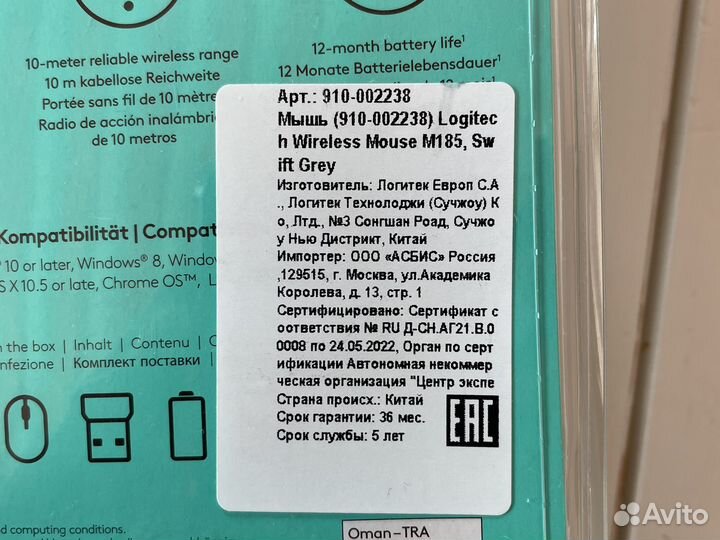 10-meter reliable wireless range
10 m kabellose Reichweite
Portée sans fil de 10 mètre
Radio de acción inalámbri
de 10 metros
12-month battery life¹
12 Monate Batterielebensdauer¹
Арт.: 910-002238
Мышь (910-002238) Logitec
h Wireless Mouse M185, Sw
ift Grey
Изготовитель: Логитек Европ С.А
., Логитек Технолоджи (Сучжоу) К
о, Лтд., №3 Сонгшан Роад, Сучжо
у Нью Дистрикт, Китай
Импортер: ООО «АСБИС» Россия
,129515, г. Москва, ул.Академика
Королева, д. 13, стр. 1
Сертифицировано: Сертификат с
оответствия № RU Д-CH.АГ21.В.0
0008 по 24.05.2022, Орган по серт
ификации Автономная некоммер
ческая организация "Центр экспе
Страна происх.: Китай
Срок гарантии: 36 мес.
Срок службы: 5 лет
EAC
Kompatibilität | Compat
10 or later, Windows® 8, Window
S X 10.5 or late, Chrome OS™, L
the box | Inhalt | Contenu | C
nfezione | Комплект поставки |
d computing conditions.
Oman-TRA
Avito